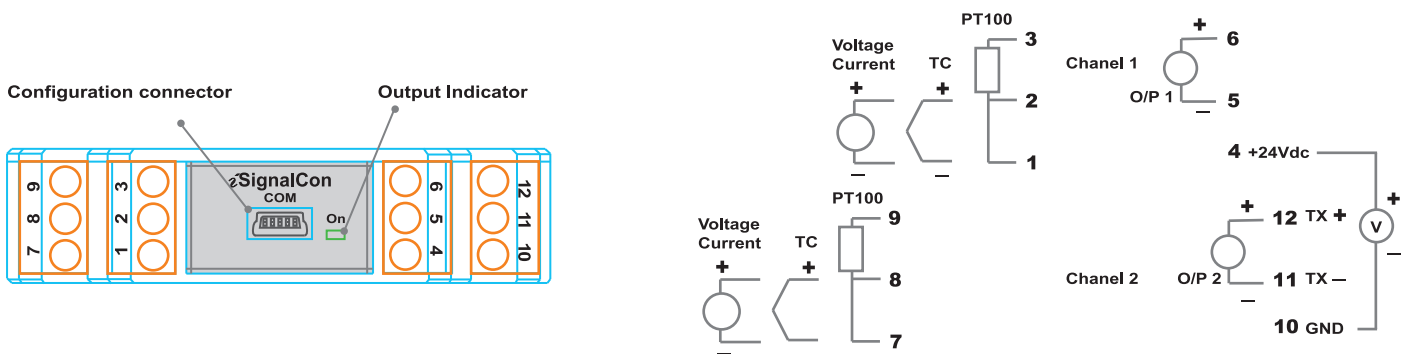 Configuration connector
Output Indicator
9
8
7
3
2
1
iSignalCon
COM
On
6
5
4
12
11
10
PT100
Voltage
Current
TC
+
+
—
—
3
2
1
Chanel 1
+
O/P 1
—
6
5
PT100
Voltage
Current
TC
+
+
—
—
9
8
7
Chanel 2
4 +24Vdc
+
O/P 2
—
12 TX +
11 TX —
10 GND
+
V
—